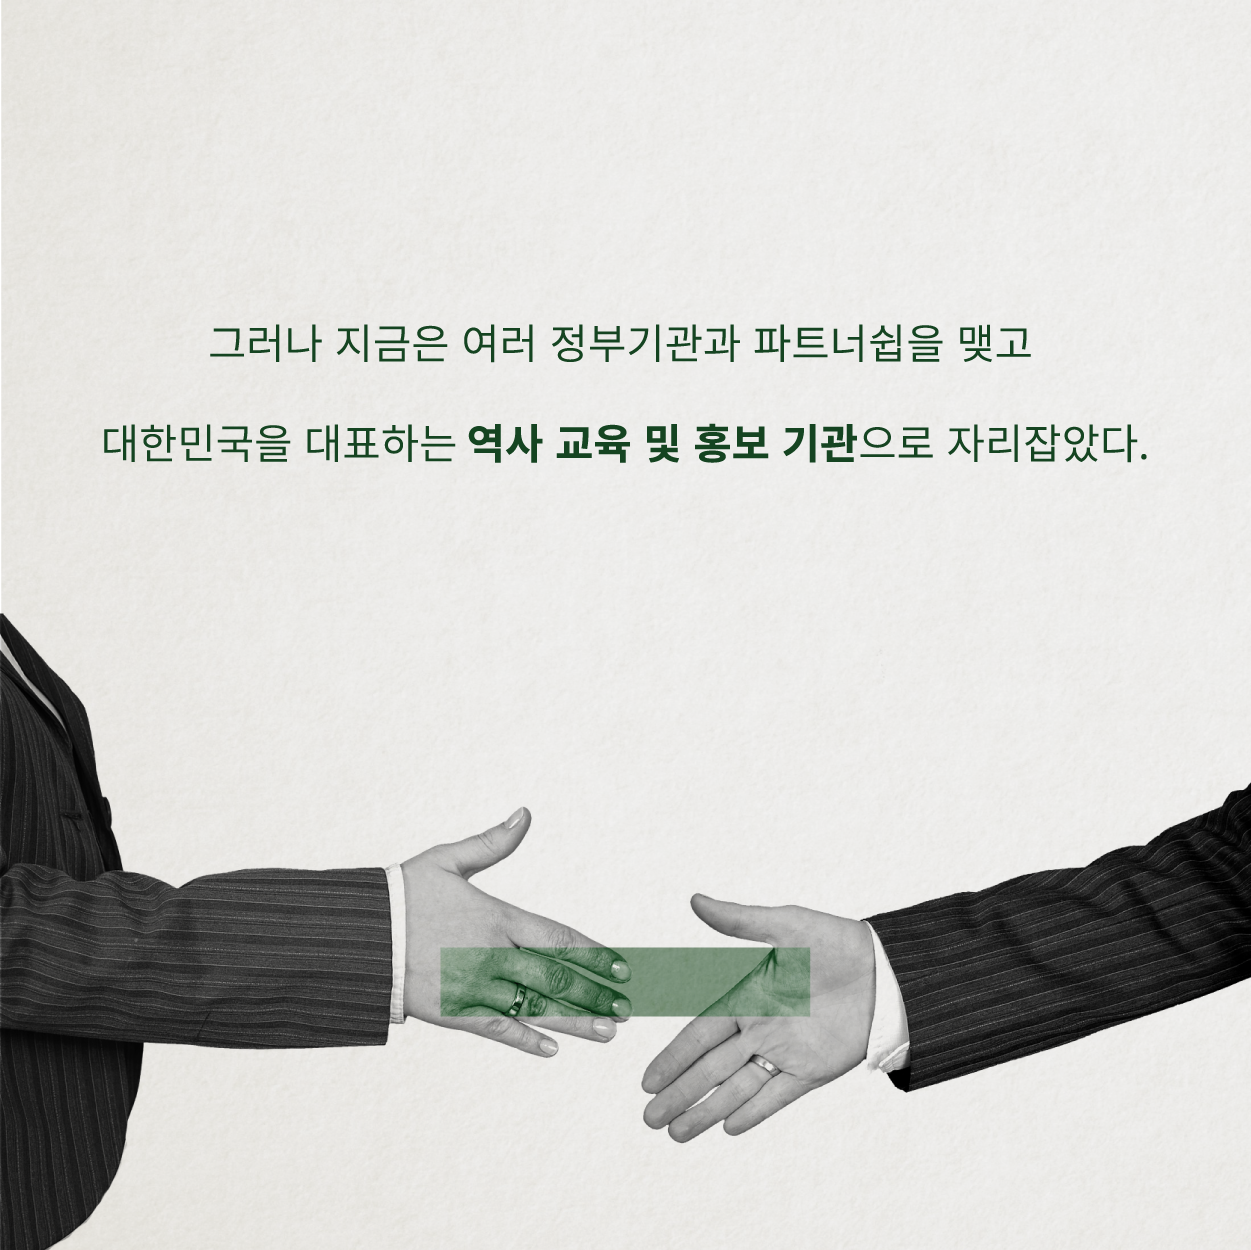 그러나 지금은 여러 정부기관과 파트너쉽을 맺고
대한민국을 대표하는 역사 교육 및 홍보 기관으로 자리잡았다.